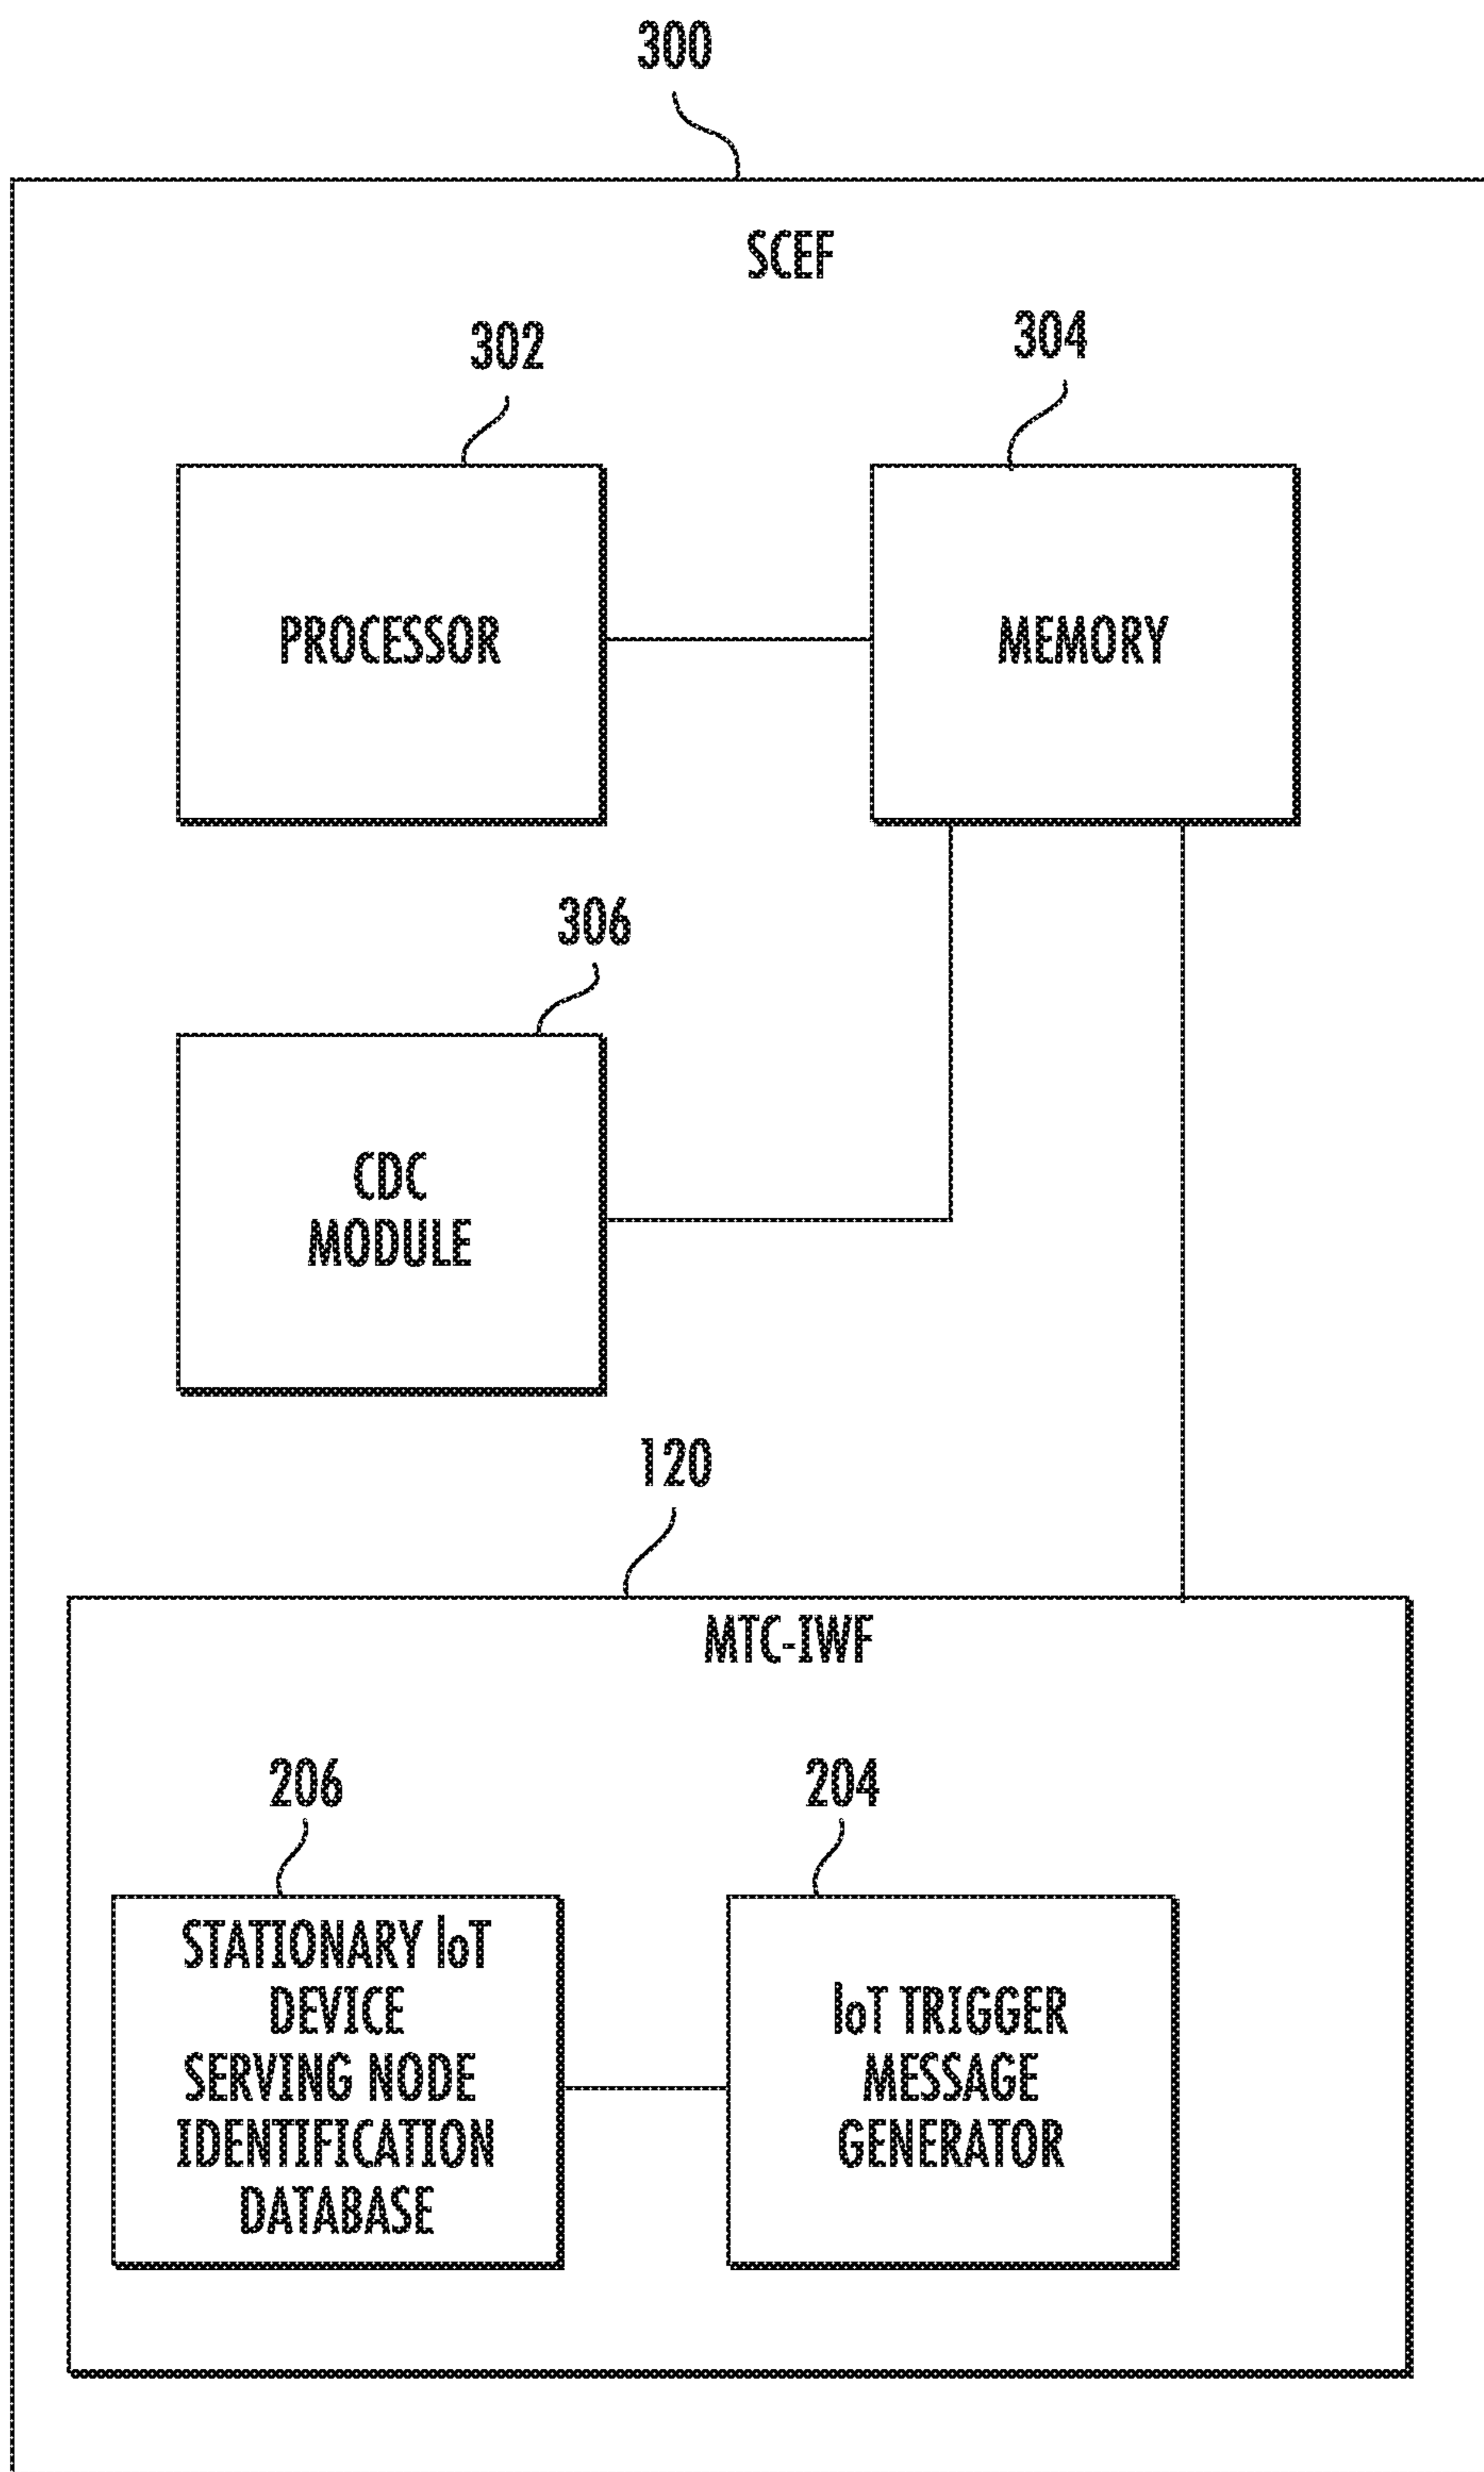 300
SCEF
302
304
PROCESSOR
MEMORY
306
CDC
MODULE
120
MTC-IWF
206
204
STATIONARY IoT
DEVICE
SERVING NODE
IDENTIFICATION
DATABASE
IoT TRIGGER
MESSAGE
GENERATOR